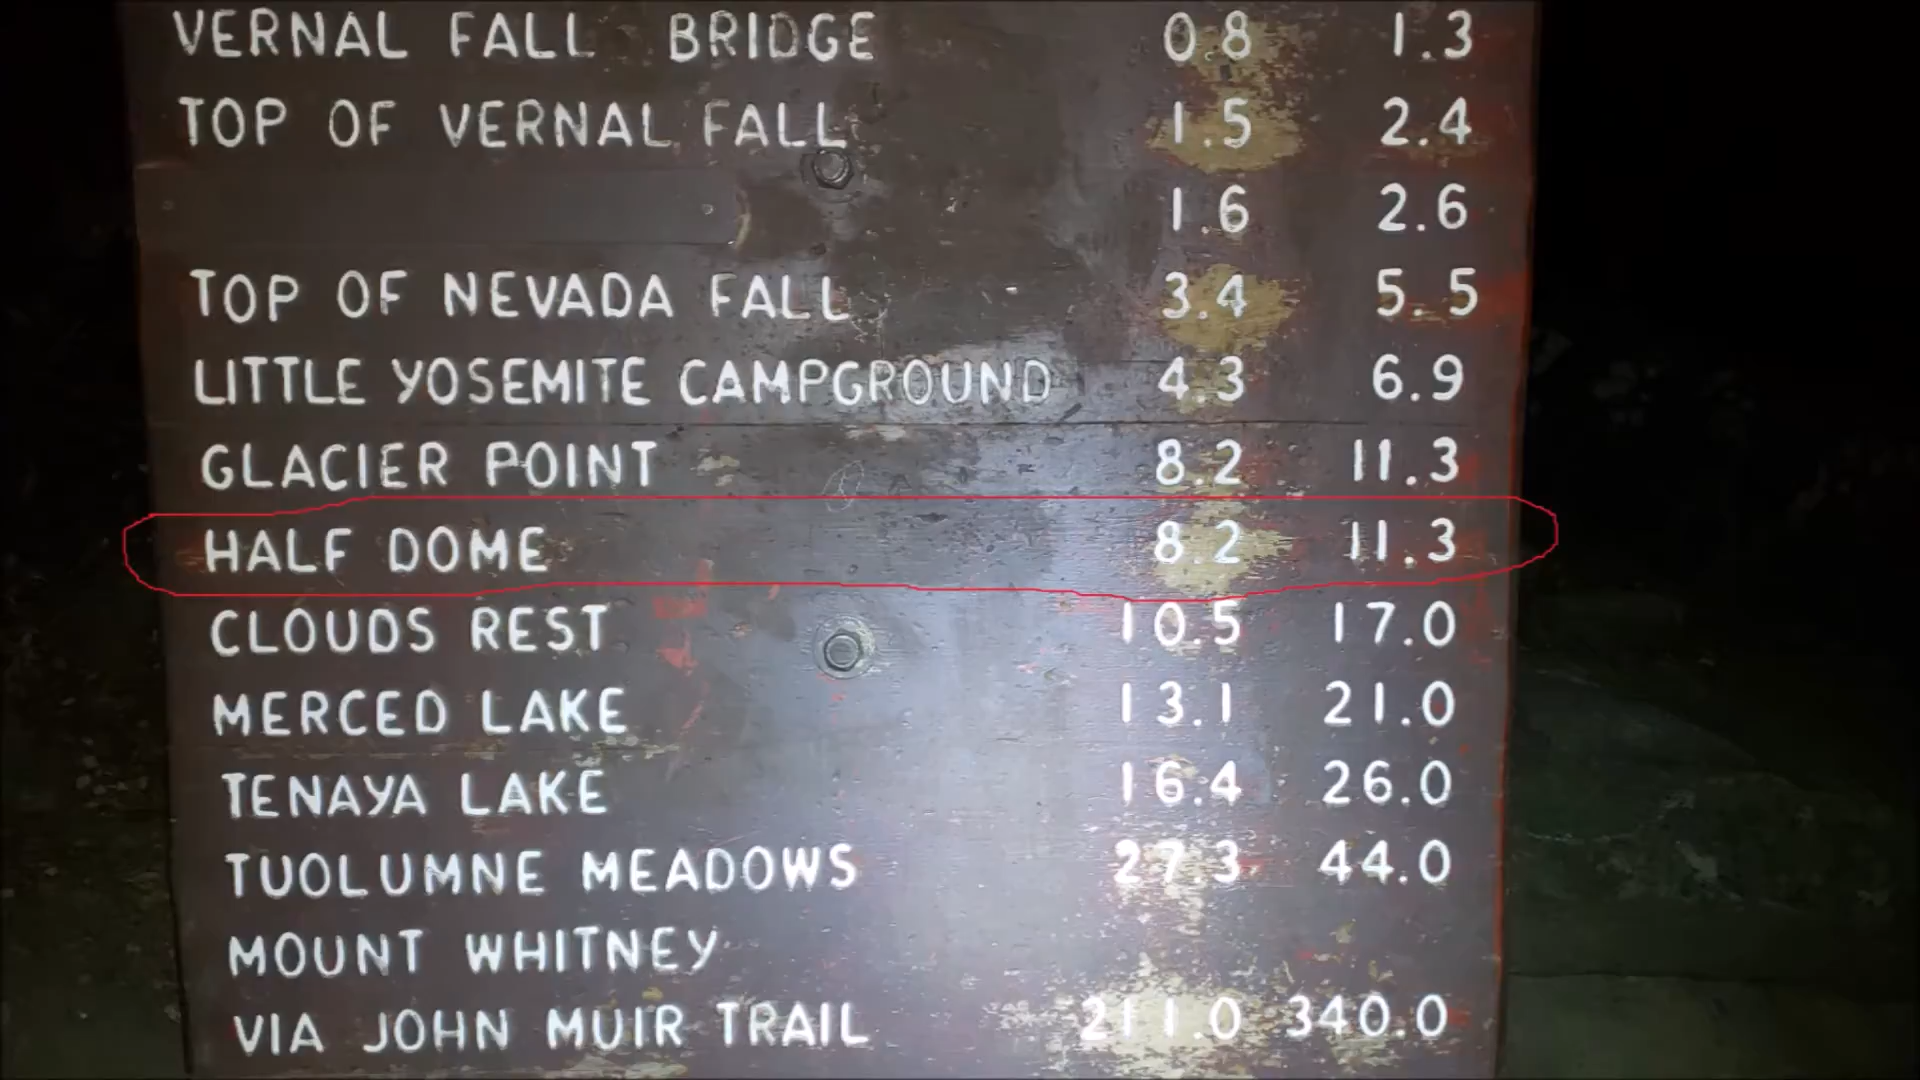 VERNAL FALL BRIDGE 0.8 1.3
TOP OF VERNAL FALL 1.5 2.4
1.6 2.6
TOP OF NEVADA FALL 3.4 5.5
LITTLE YOSEMITE CAMPGROUND 4.3 6.9
GLACIER POINT 8.2 11.3
HALF DOME 8.2 11.3
CLOUDS REST 10.5 17.0
MERCED LAKE 13.1 21.0
TENAYA LAKE 16.4 26.0
TUOLUMNE MEADOWS 27.3 44.0
MOUNT WHITNEY
VIA JOHN MUIR TRAIL 211.0 340.0